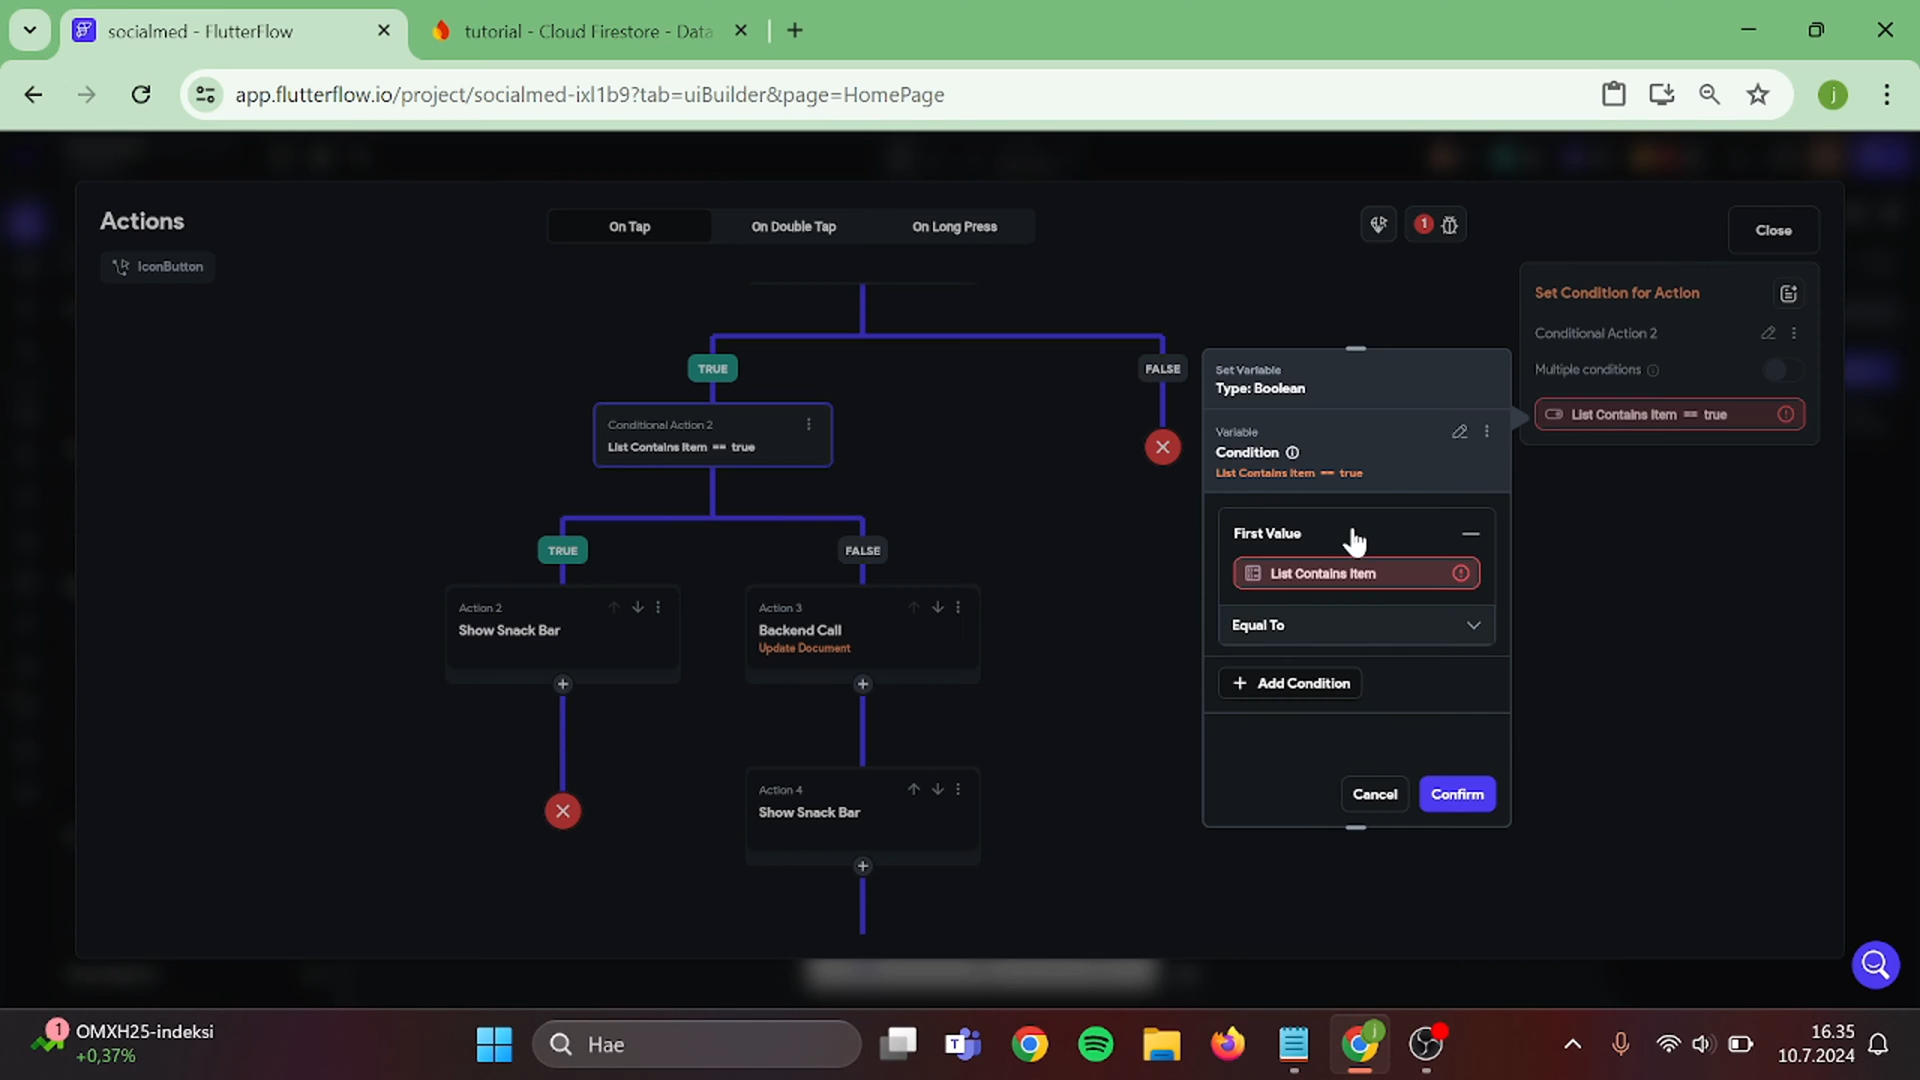 socialmed - FlutterFlow
tutorial - Cloud Firestore - Data
app.flutterflow.io/project/socialmed-ixl1b9?tab=uiBuilder&page=HomePage
j
Actions
On Tap
On Double Tap
On Long Press
1
Close
IconButton
Set Condition for Action
Conditional Action 2
Multiple conditions
List Contains Item == true
TRUE
FALSE
Conditional Action 2
List Contains Item == true
Set Variable
Type: Boolean
Variable
Condition
List Contains Item == true
First Value
List Contains Item
Equal To
Add Condition
Cancel
Confirm
TRUE
FALSE
Action 2
Show Snack Bar
Action 3
Backend Call
Update Document
Action 4
Show Snack Bar
1
OMXH25-indeksi
+0,37%
Hae
16.35
10.7.2024